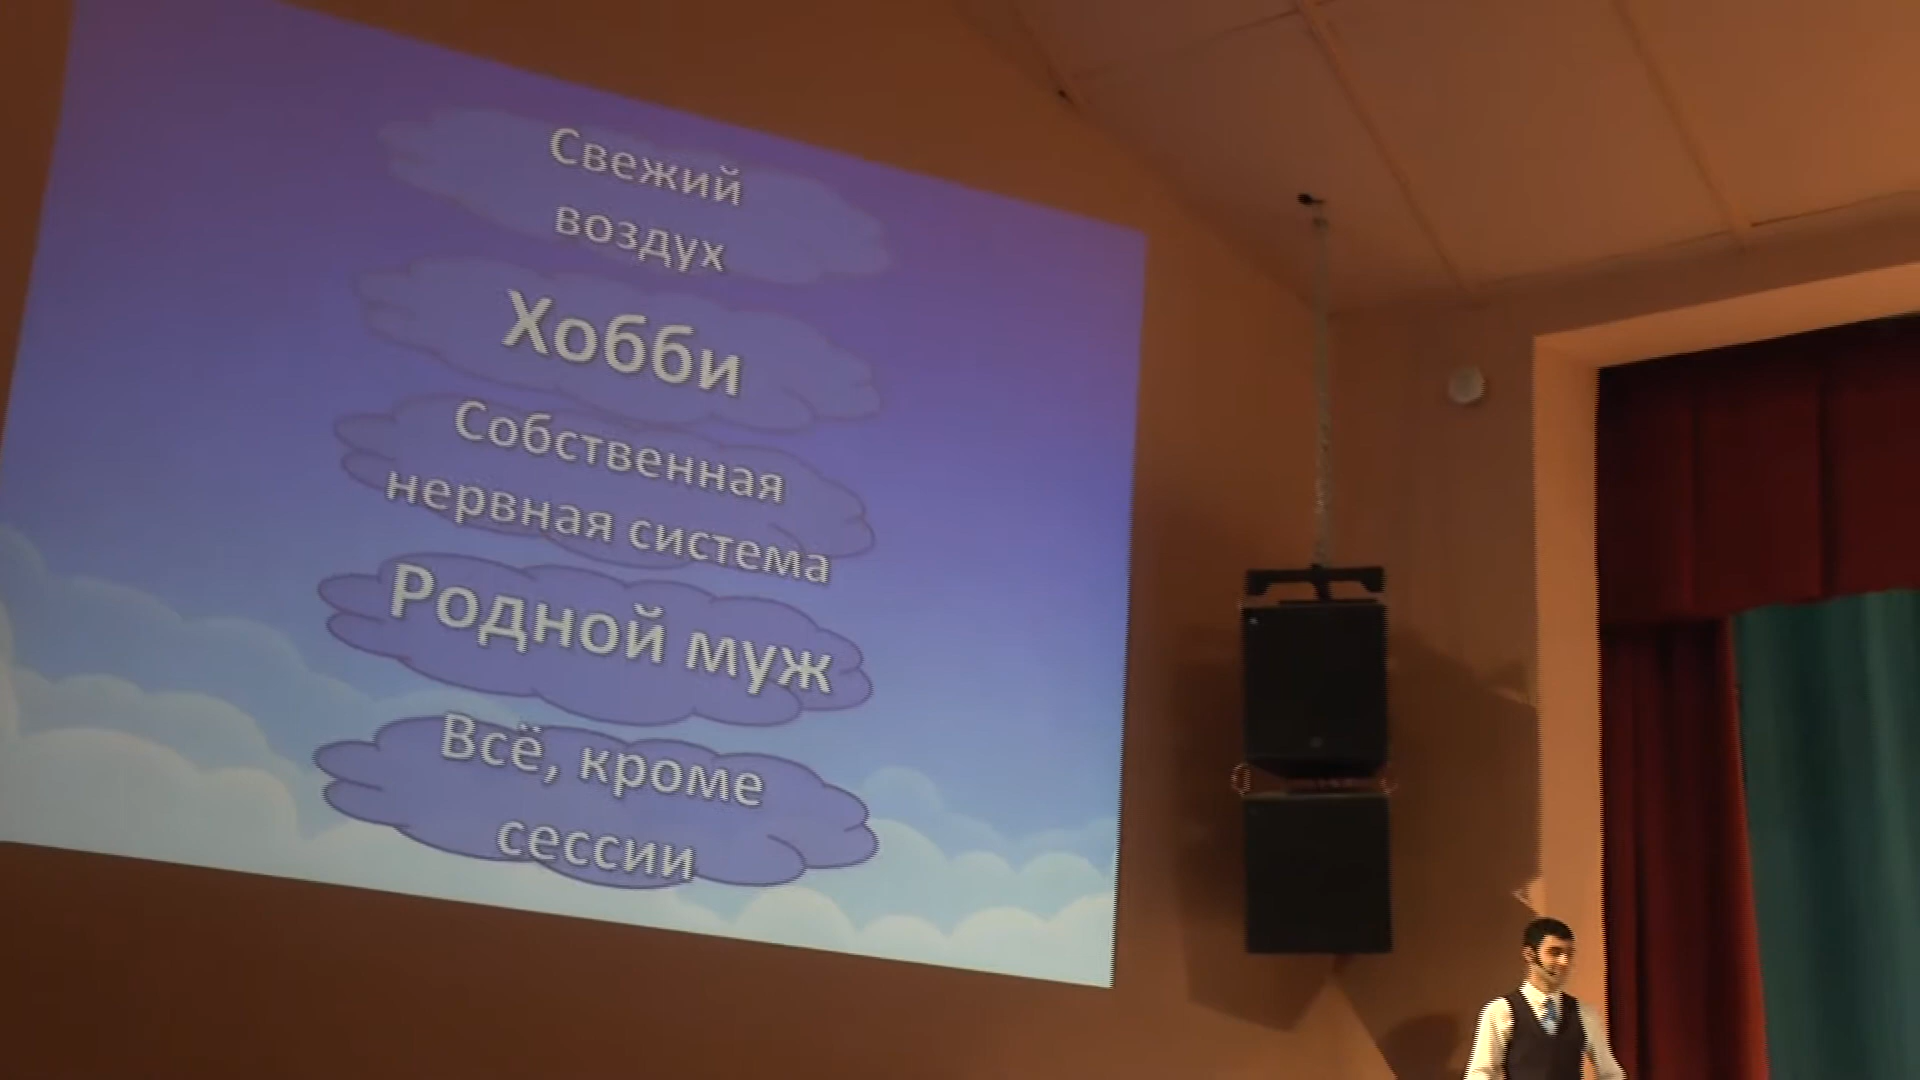 Свежий
воздух
Хобби
Собственная
нервная система
Родной муж
Всё, кроме
сессии